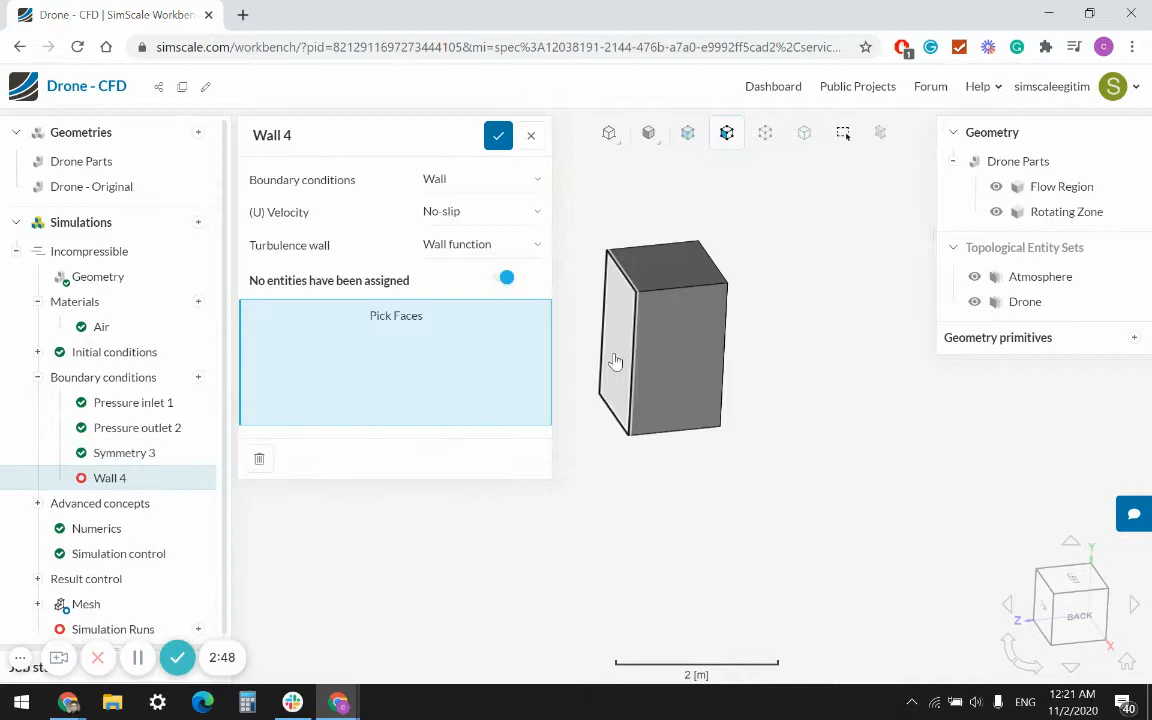 Drone - CFD | SimScale Workben
simscale.com/workbench/?pid=8212911697273444105&mi=spec%3A12038191-2144-476b-a7a0-e9992ff5cad2%2Cservic...
1
C
Drone - CFD
Dashboard
Public Projects
Forum
Help
simscaleegitim
S
Geometries
Drone Parts
Drone - Original
Simulations
Incompressible
Geometry
Materials
Air
Initial conditions
Boundary conditions
Pressure inlet 1
Pressure outlet 2
Symmetry 3
Wall 4
Advanced concepts
Numerics
Simulation control
Result control
Mesh
Simulation Runs
Wall 4
Boundary conditions
Wall
(U) Velocity
No-slip
Turbulence wall
Wall function
No entities have been assigned
Pick Faces
Geometry
Drone Parts
Flow Region
Rotating Zone
Topological Entity Sets
Atmosphere
Drone
Geometry primitives
Y
Z
X
BACK
2 [m]
2:48
ENG
12:21 AM
11/2/2020
40